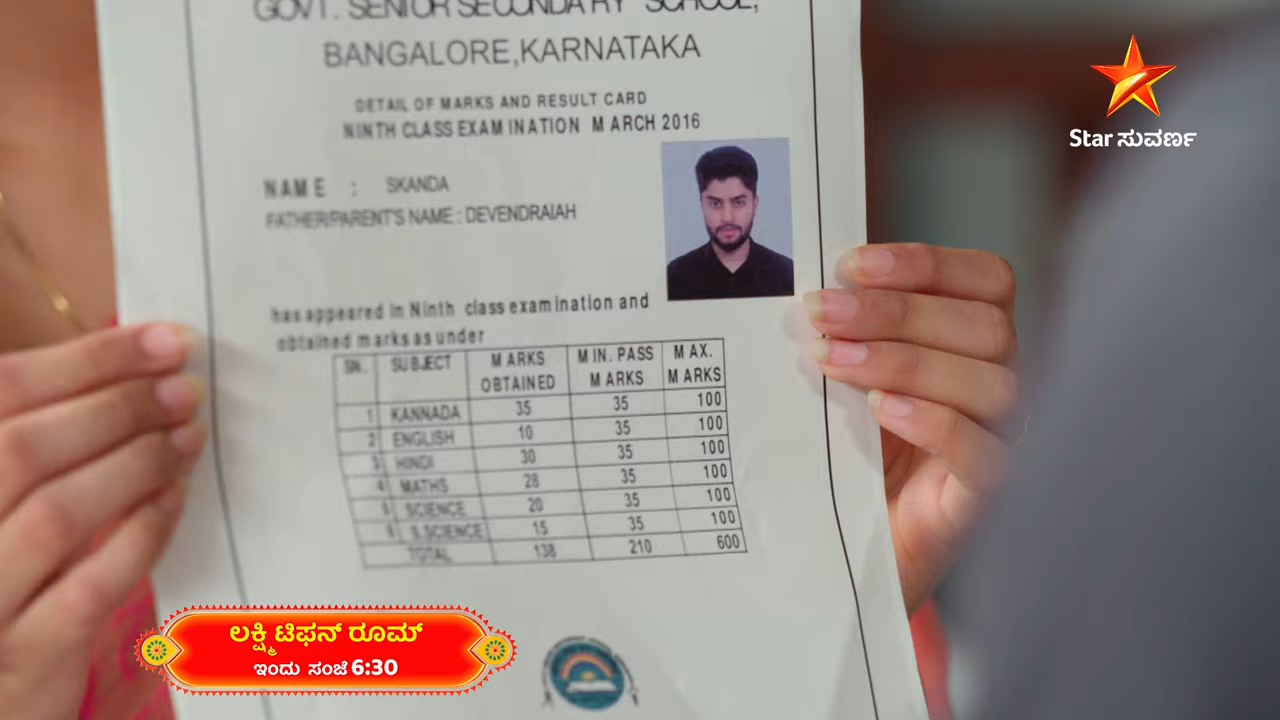 GOVT. SENIOR SECONDARY SCHOOL,
BANGALORE,KARNATAKA
DETAIL OF MARKS AND RESULT CARD
NINTH CLASS EXAMINATION MARCH 2016
NAME : SKANDA
FATHER/PARENT'S NAME : DEVENDRAIAH
has appeared in Ninth class examination and
obtained marks as under
SN. SUBJECT MARKS OBTAINED MIN. PASS MARKS MAX. MARKS
1 KANNADA 35 35 100
2 ENGLISH 10 35 100
3 HINDI 30 35 100
4 MATHS 28 35 100
5 SCIENCE 20 35 100
6 S.SCIENCE 15 35 100
TOTAL 138 210 600
Star ಸುವರ್ಣ
ಲಕ್ಷ್ಮಿ ಟಿಫನ್ ರೂಮ್
ಇಂದು ಸಂಜೆ 6:30